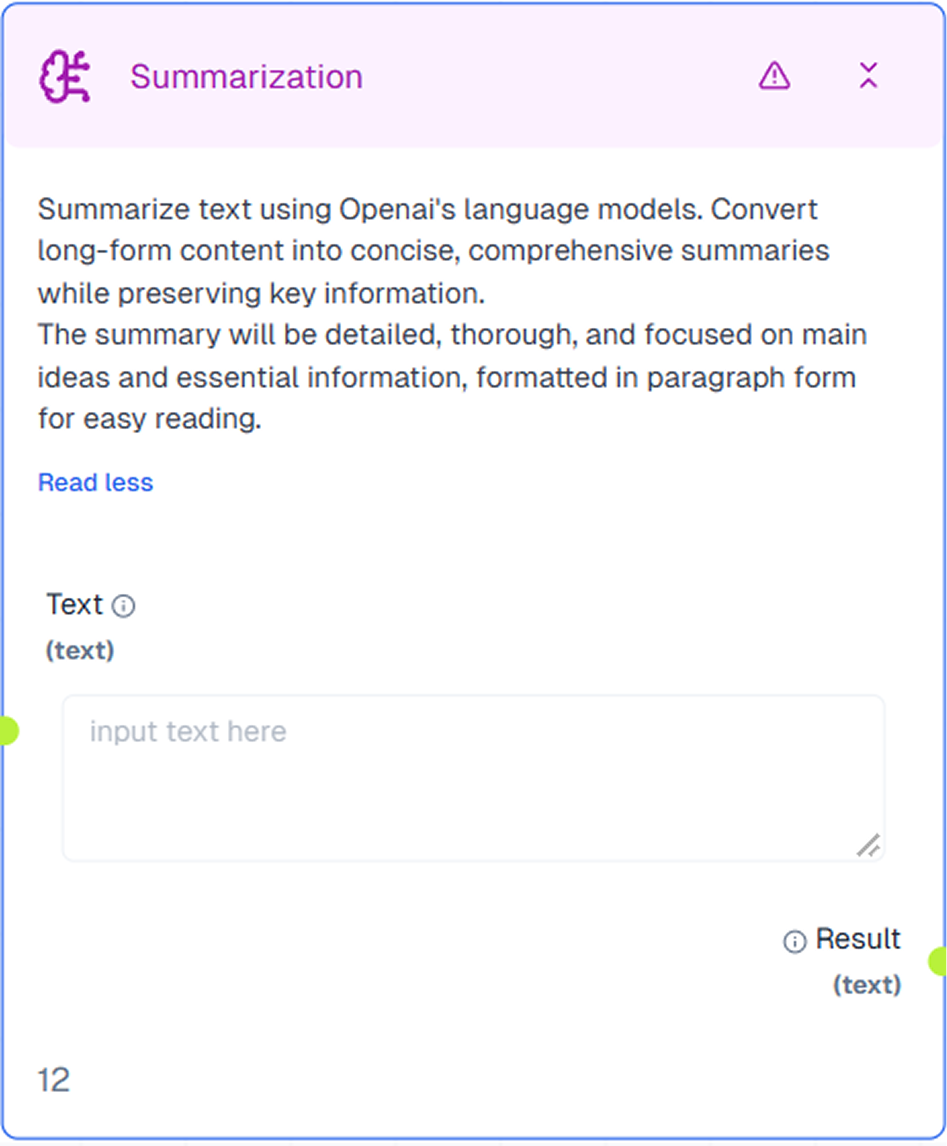 Summarization
Summarize text using Openai's language models. Convert
long-form content into concise, comprehensive summaries
while preserving key information.
The summary will be detailed, thorough, and focused on main
ideas and essential information, formatted in paragraph form
for easy reading.
Read less
Text
(text)
input text here
Result
(text)
12